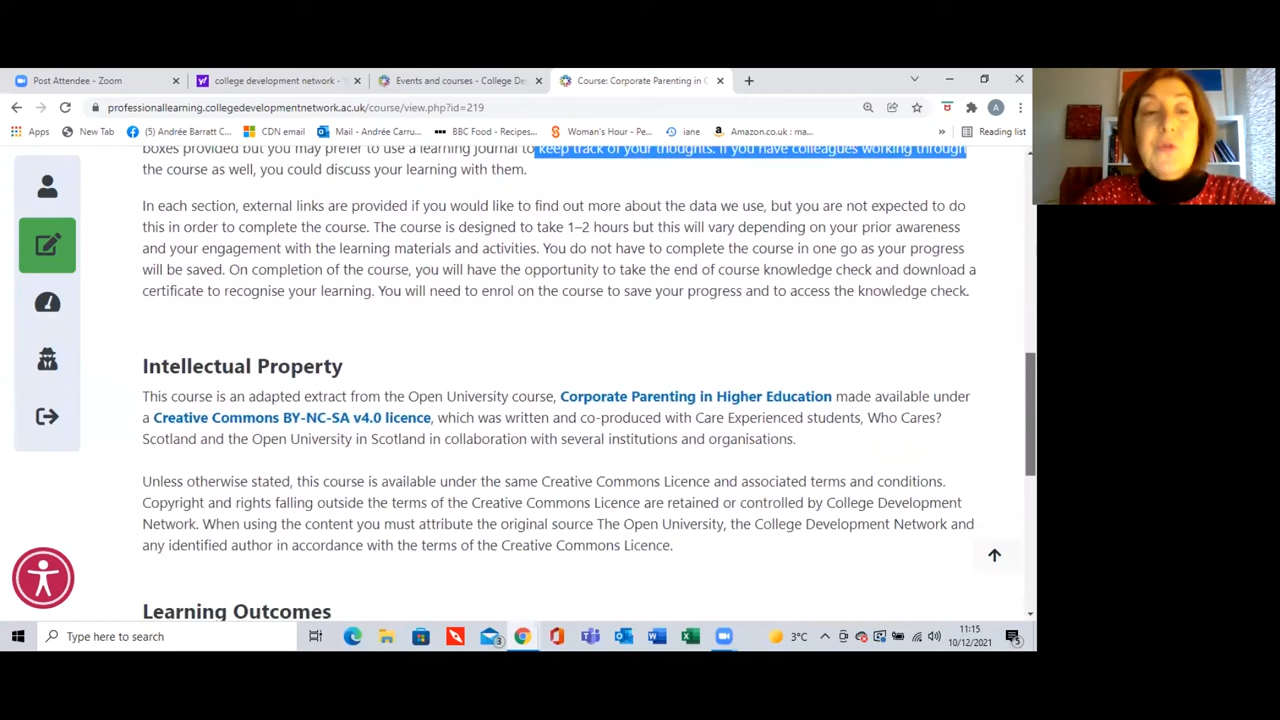 Post Attendee - Zoom
college development network - Y
Events and courses - College De
Course: Corporate Parenting in C
professionallearning.collegedevelopmentnetwork.ac.uk/course/view.php?id=219
A
Apps
New Tab
(5) Andrée Barratt C...
CDN email
Mail - Andrée Carru...
BBC Food - Recipes...
Woman's Hour - Pe...
iane
Amazon.co.uk : ma...
»
Reading list
boxes provided but you may prefer to use a learning journal to keep track of your thoughts. If you have colleagues working through
the course as well, you could discuss your learning with them.
In each section, external links are provided if you would like to find out more about the data we use, but you are not expected to do
this in order to complete the course. The course is designed to take 1–2 hours but this will vary depending on your prior awareness
and your engagement with the learning materials and activities. You do not have to complete the course in one go as your progress
will be saved. On completion of the course, you will have the opportunity to take the end of course knowledge check and download a
certificate to recognise your learning. You will need to enrol on the course to save your progress and to access the knowledge check.
Intellectual Property
This course is an adapted extract from the Open University course, Corporate Parenting in Higher Education made available under
a Creative Commons BY-NC-SA v4.0 licence, which was written and co-produced with Care Experienced students, Who Cares?
Scotland and the Open University in Scotland in collaboration with several institutions and organisations.
Unless otherwise stated, this course is available under the same Creative Commons Licence and associated terms and conditions.
Copyright and rights falling outside the terms of the Creative Commons Licence are retained or controlled by College Development
Network. When using the content you must attribute the original source The Open University, the College Development Network and
any identified author in accordance with the terms of the Creative Commons Licence.
Learning Outcomes
Type here to search
3
3°C
11:15
10/12/2021
5